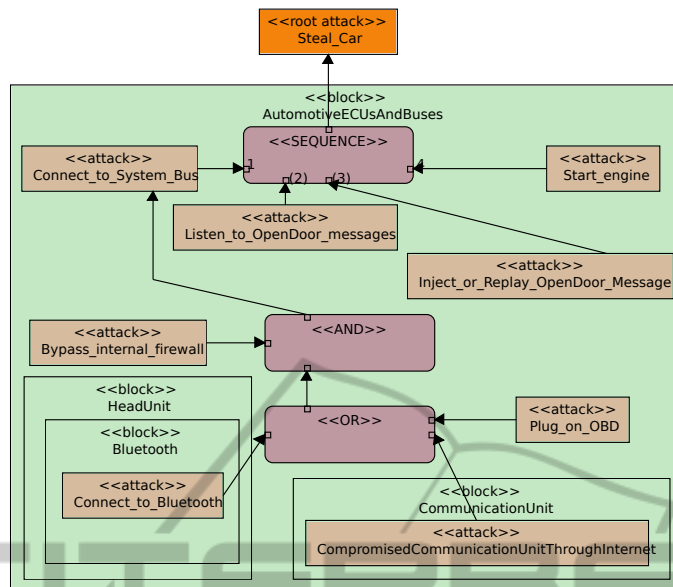 <<root attack>>
Steal_Car
<<block>>
AutomotiveECUsAndBuses
<<SEQUENCE>>
<<attack>>
Connect_to_System_Bus
1
(2)
(3)
4
<<attack>>
Start_engine
<<attack>>
Listen_to_OpenDoor_messages
<<attack>>
Inject_or_Replay_OpenDoor_Message
<<AND>>
<<attack>>
Bypass_internal_firewall
<<block>>
HeadUnit
<<block>>
Bluetooth
<<attack>>
Connect_to_Bluetooth
<<OR>>
<<attack>>
Plug_on_OBD
<<block>>
CommunicationUnit
<<attack>>
CompromisedCommunicationUnitThroughInternet